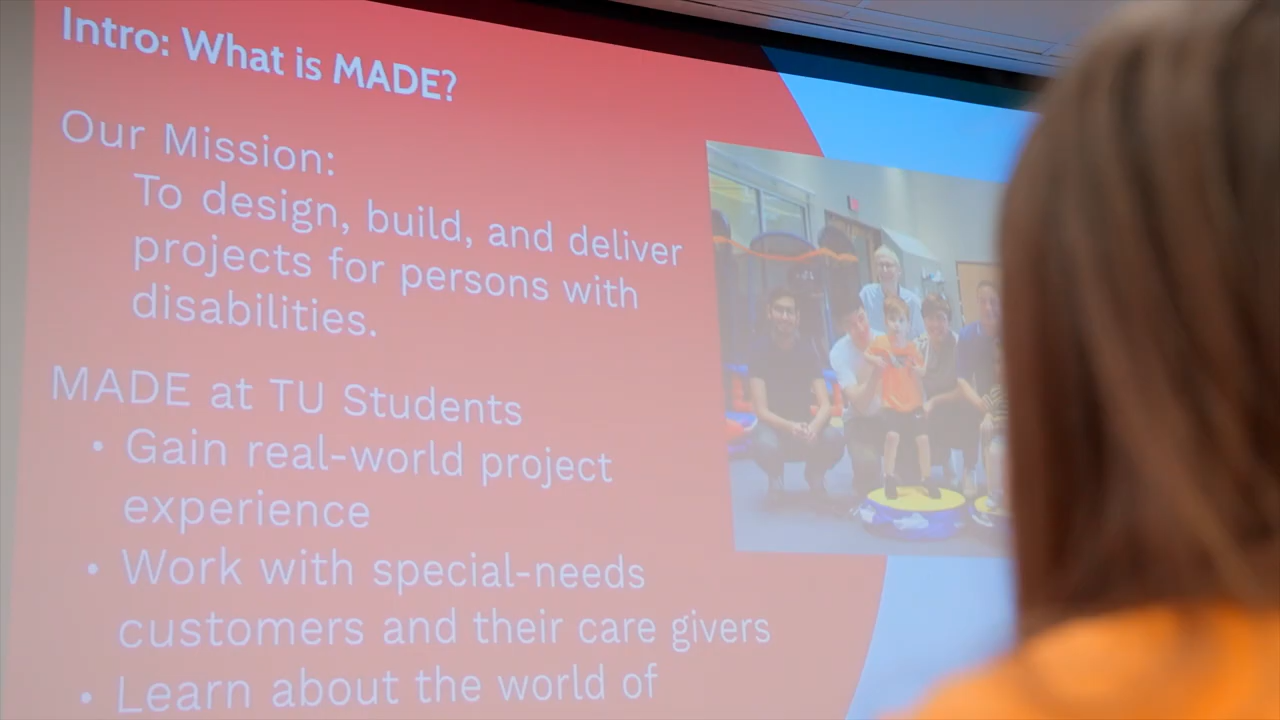 Intro: What is MADE?
Our Mission:
To design, build, and deliver
projects for persons with
disabilities.
MADE at TU Students
• Gain real-world project
experience
• Work with special-needs
customers and their care givers
• Learn about the world of